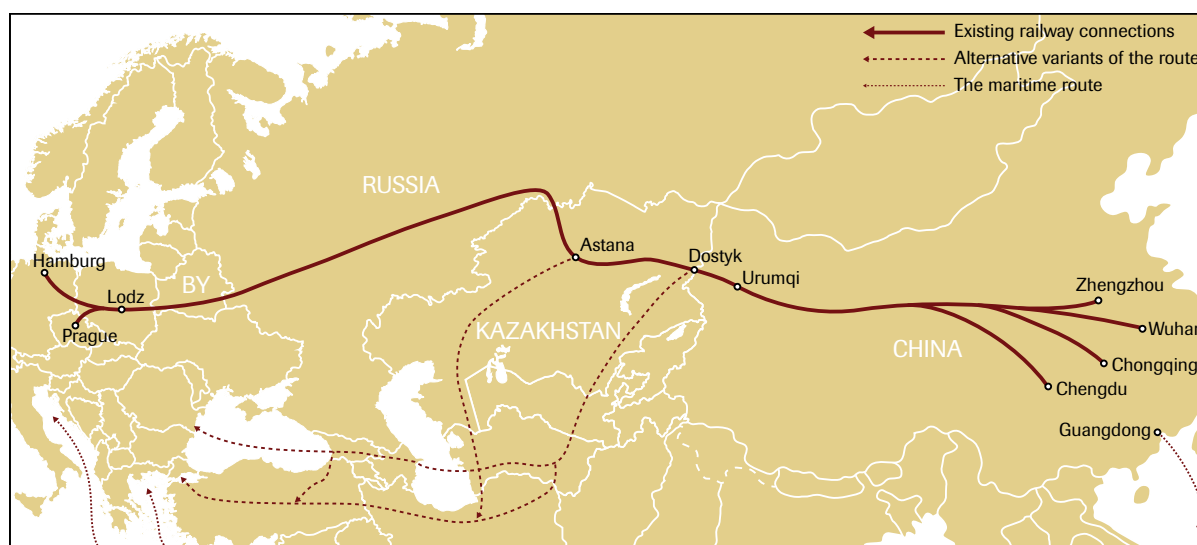 Existing railway connections
Alternative variants of the route
The maritime route
RUSSIA
Astana
Hamburg
Dostyk
BY
Urumqi
Zhengzhou
Lodz
KAZAKHSTAN
Prague
Wuhan
CHINA
Chongqing
Chengdu
Guangdong